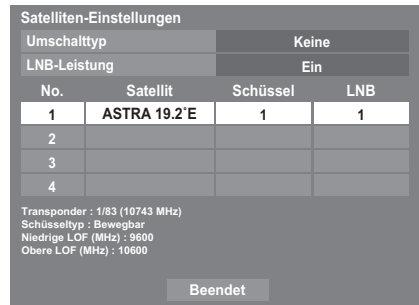 Satelliten-Einstellungen
Umschalttyp Keine
LNB-Leistung Ein
No. Satellit Schüssel LNB
1 ASTRA 19.2°E 1 1
2
3
4
Transponder : 1/83 (10743 MHz)
Schüsseltyp : Bewegbar
Niedrige LOF (MHz) : 9600
Obere LOF (MHz) : 10600
Beendet